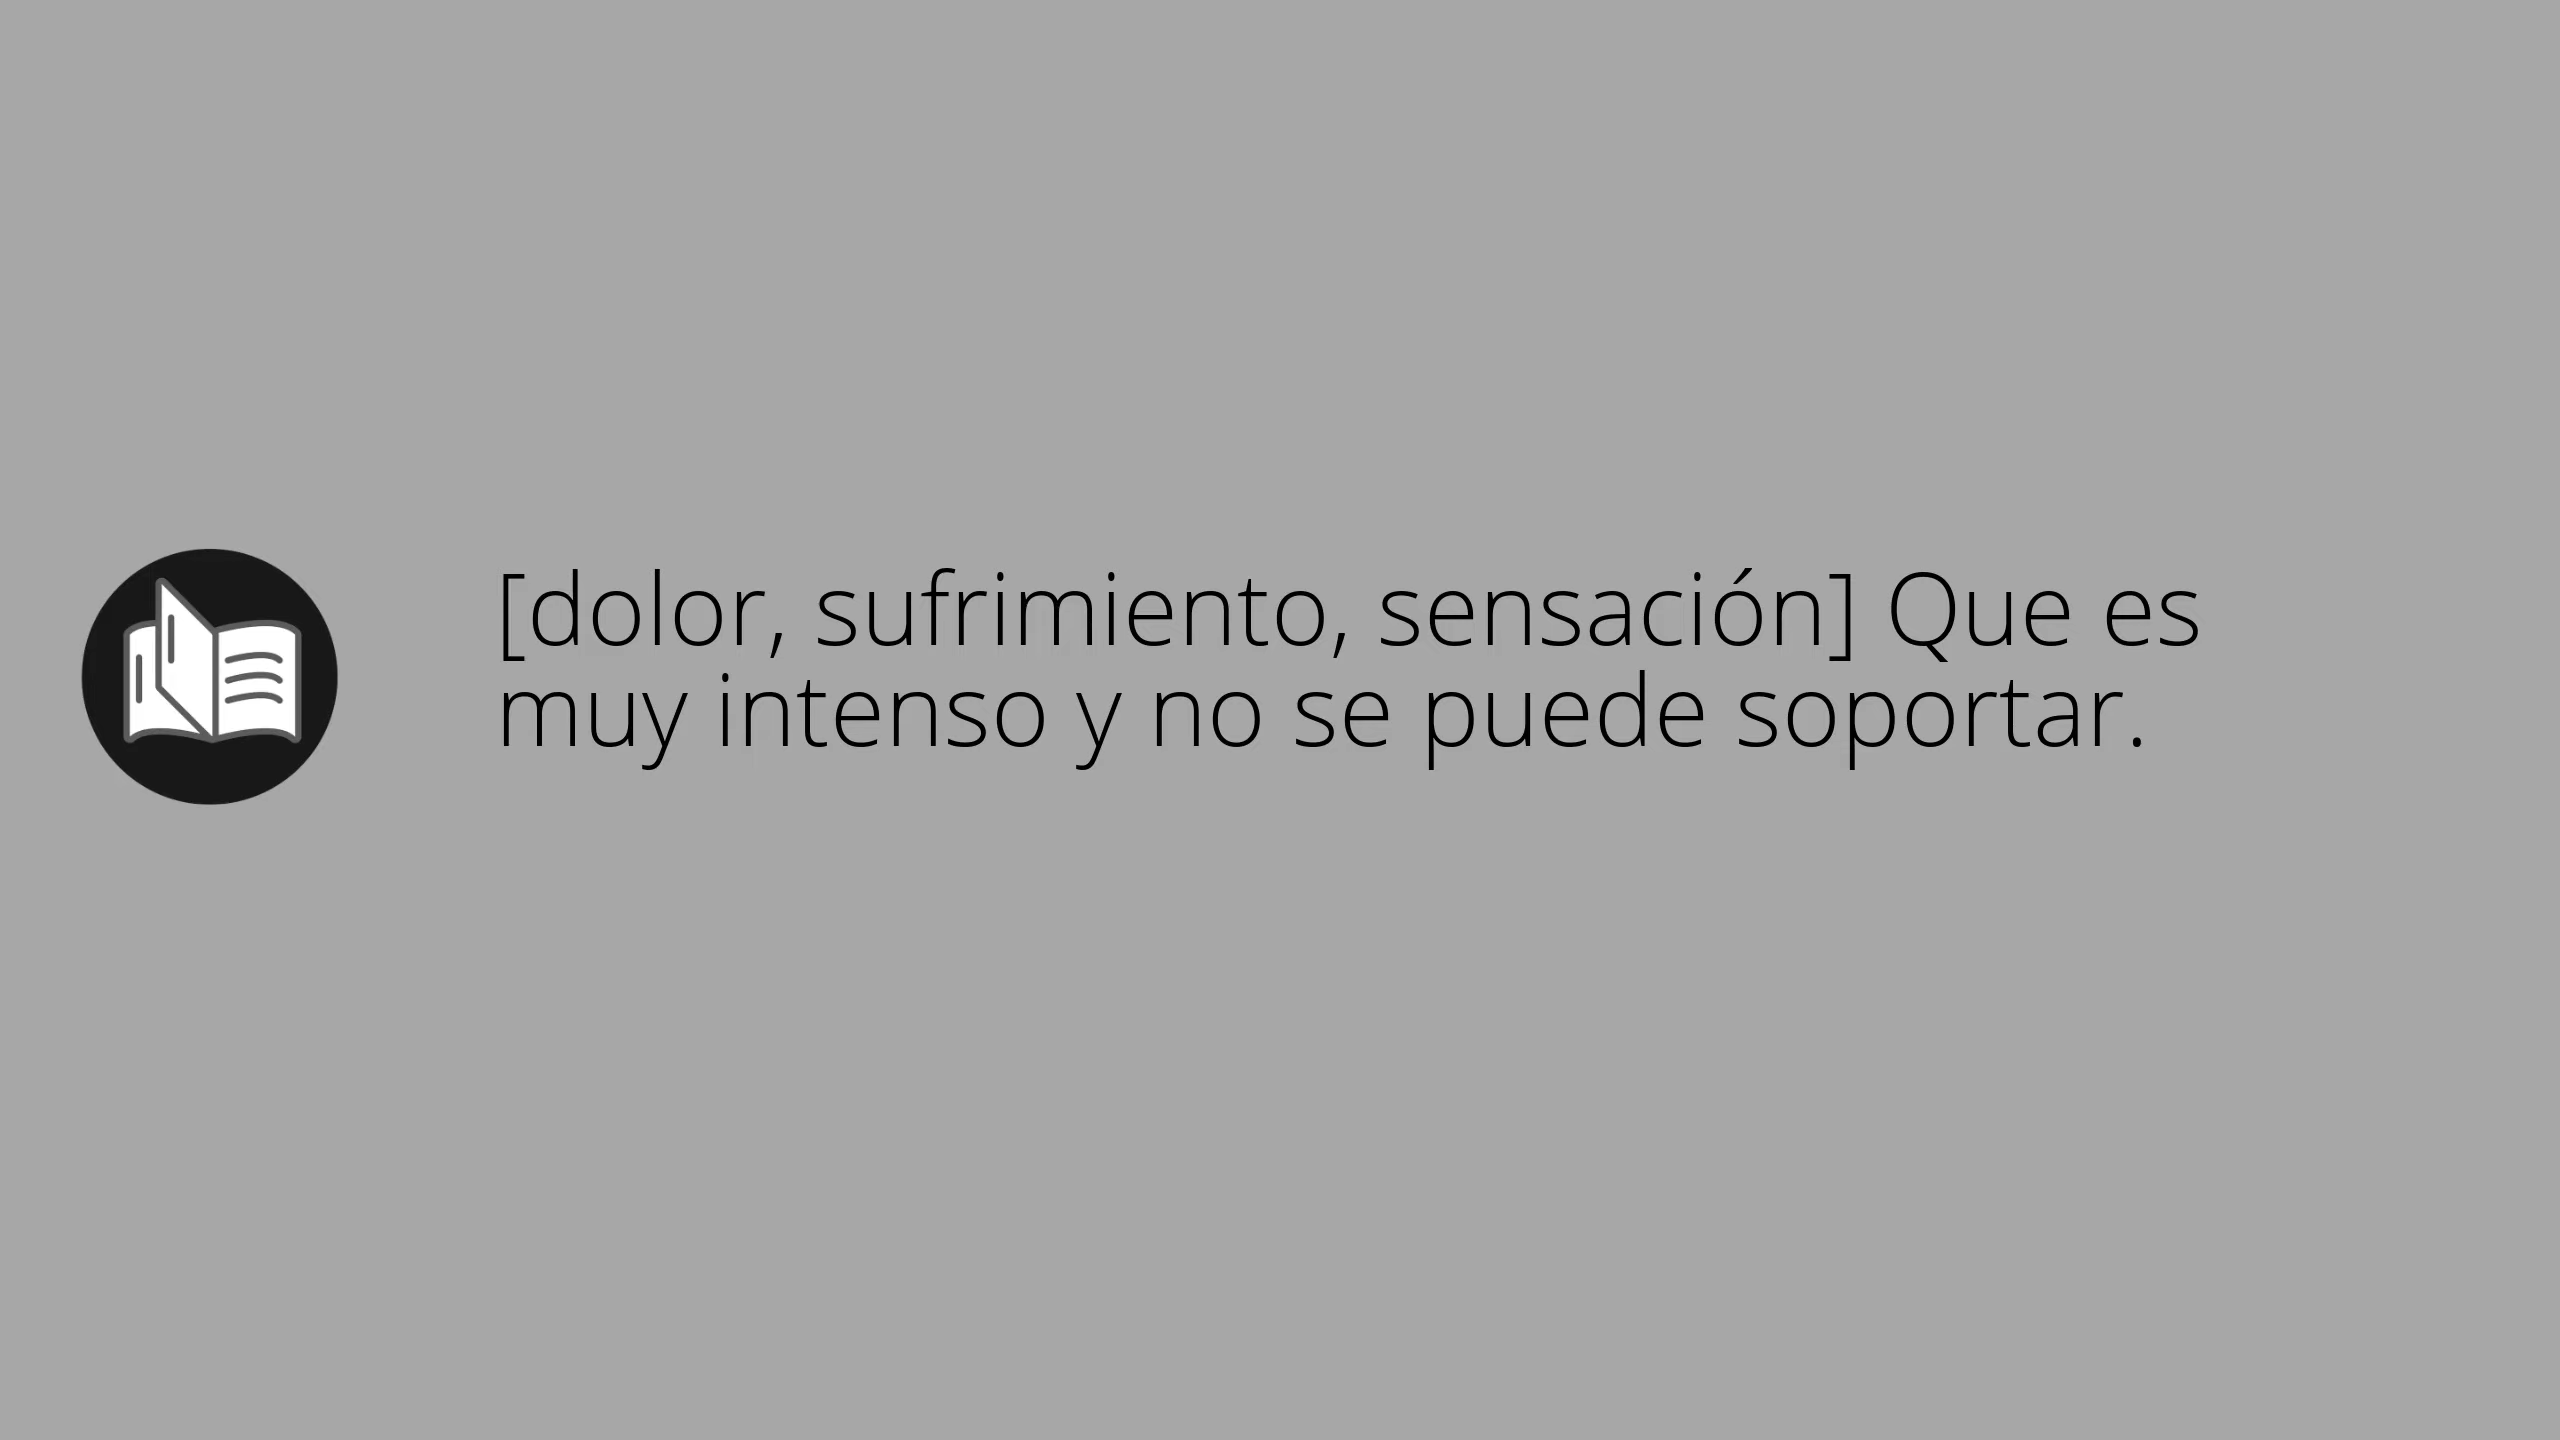 [dolor, sufrimiento, sensación] Que es
muy intenso y no se puede soportar.